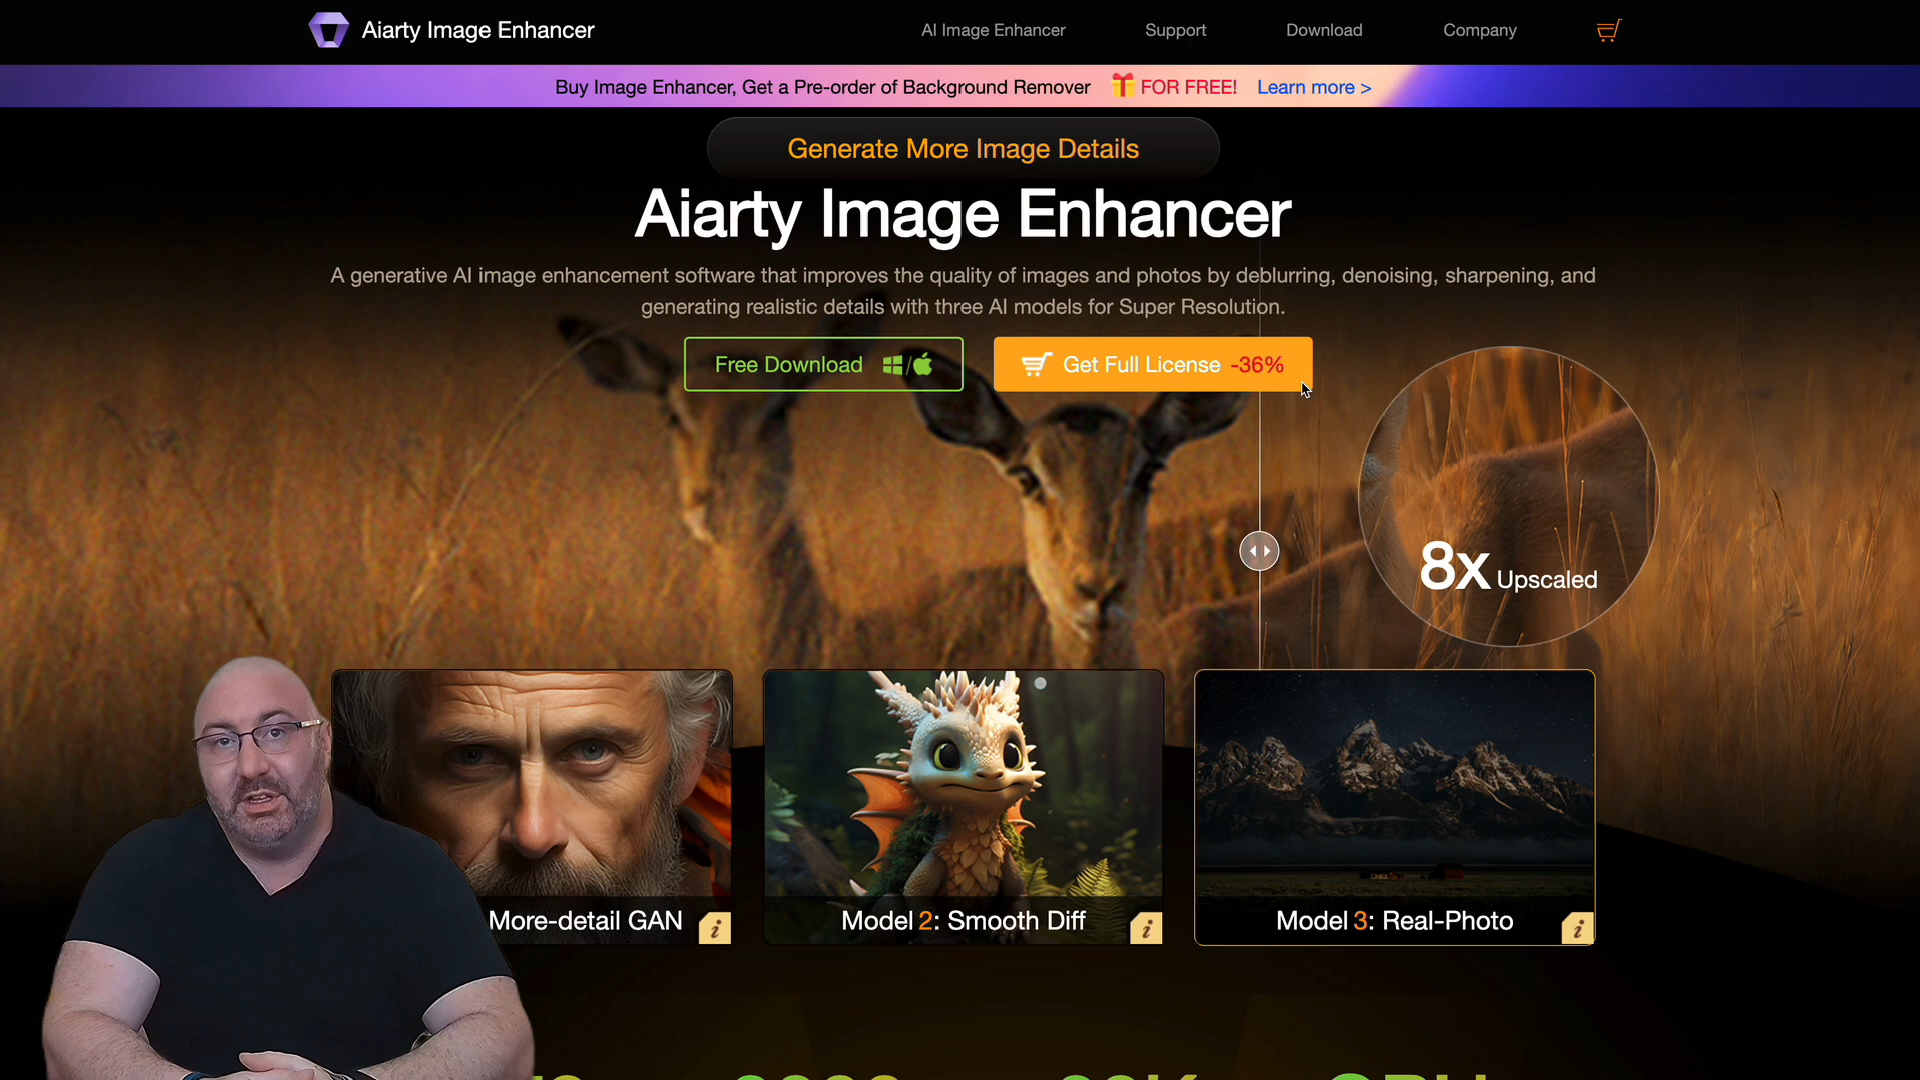 Aiarty Image Enhancer
AI Image Enhancer
Support
Download
Company
Buy Image Enhancer, Get a Pre-order of Background Remover FOR FREE! Learn more >
Generate More Image Details
Aiarty Image Enhancer
A generative AI image enhancement software that improves the quality of images and photos by deblurring, denoising, sharpening, and
generating realistic details with three AI models for Super Resolution.
Free Download
Get Full License -36%
8x Upscaled
More-detail GAN
Model 2: Smooth Diff
Model 3: Real-Photo